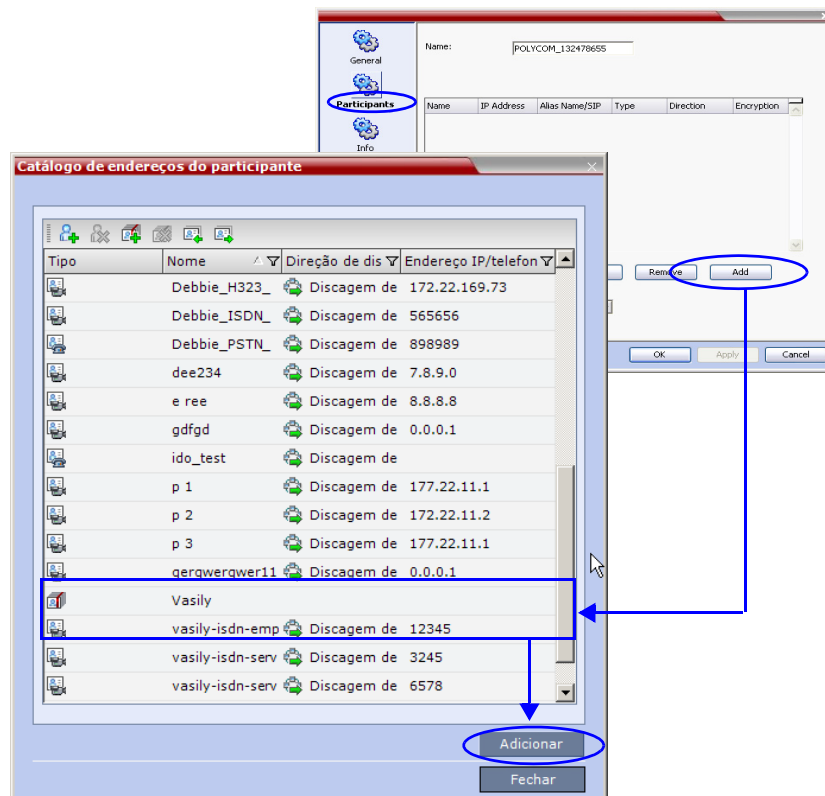 General
Name:
POLYCOM_132478655
Participants
Name IP Address Alias Name/SIP Type Direction Encryption
Info
Remove Add
OK Apply Cancel
Catálogo de endereços do participante
Tipo Nome Direção de dis Endereço IP/telefon
Debbie_H323_ Discagem de 172.22.169.73
Debbie_ISDN_ Discagem de 565656
Debbie_PSTN_ Discagem de 898989
dee234 Discagem de 7.8.9.0
e ree Discagem de 8.8.8.8
gdfgd Discagem de 0.0.0.1
ido_test Discagem de
p 1 Discagem de 177.22.11.1
p 2 Discagem de 172.22.11.2
p 3 Discagem de 177.22.11.1
qerqwerqwer11 Discagem de 0.0.0.1
Vasily
vasily-isdn-emp Discagem de 12345
vasily-isdn-serv Discagem de 3245
vasily-isdn-serv Discagem de 6578
Adicionar
Fechar